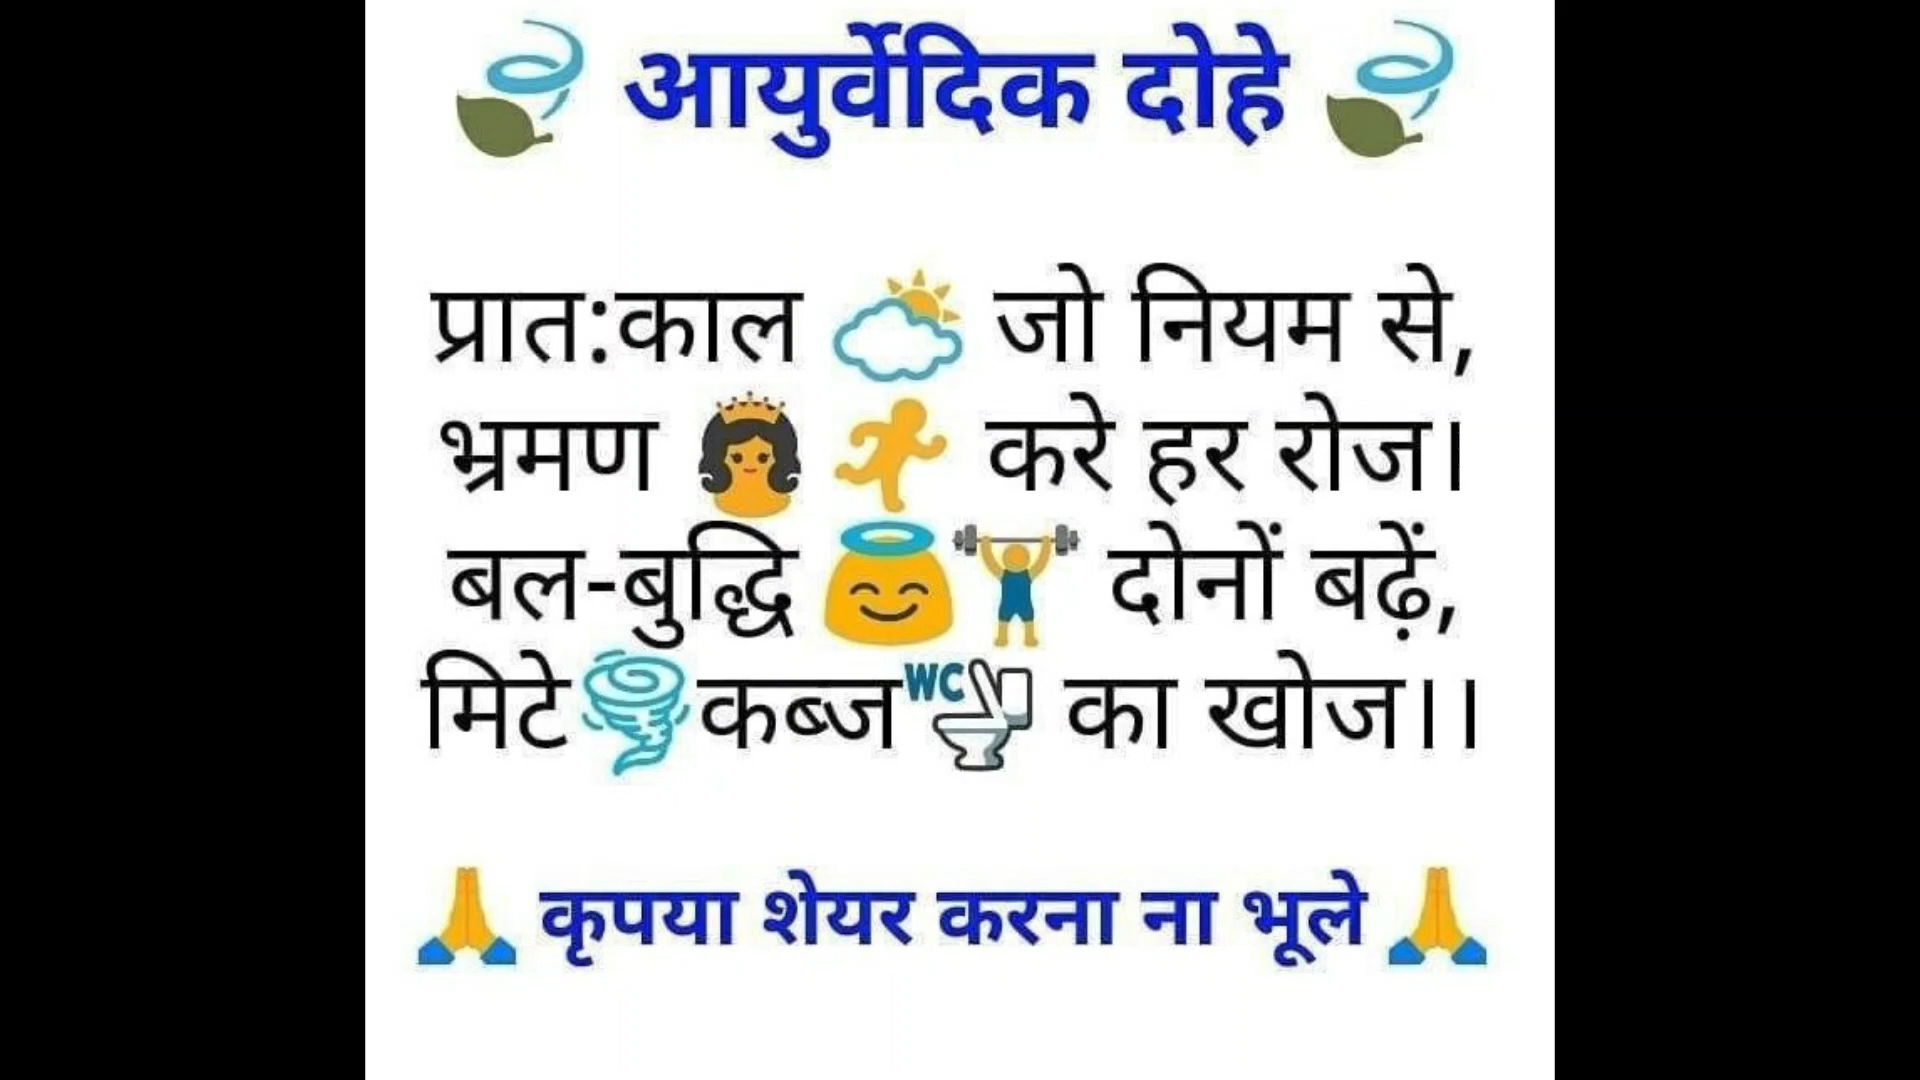 आयुर्वेदिक दोहे
प्रात:काल जो नियम से,
भ्रमण करे हर रोज।
बल-बुद्धि दोनों बढ़ें,
मिटे कब्ज WC का खोज।।
कृपया शेयर करना ना भूले